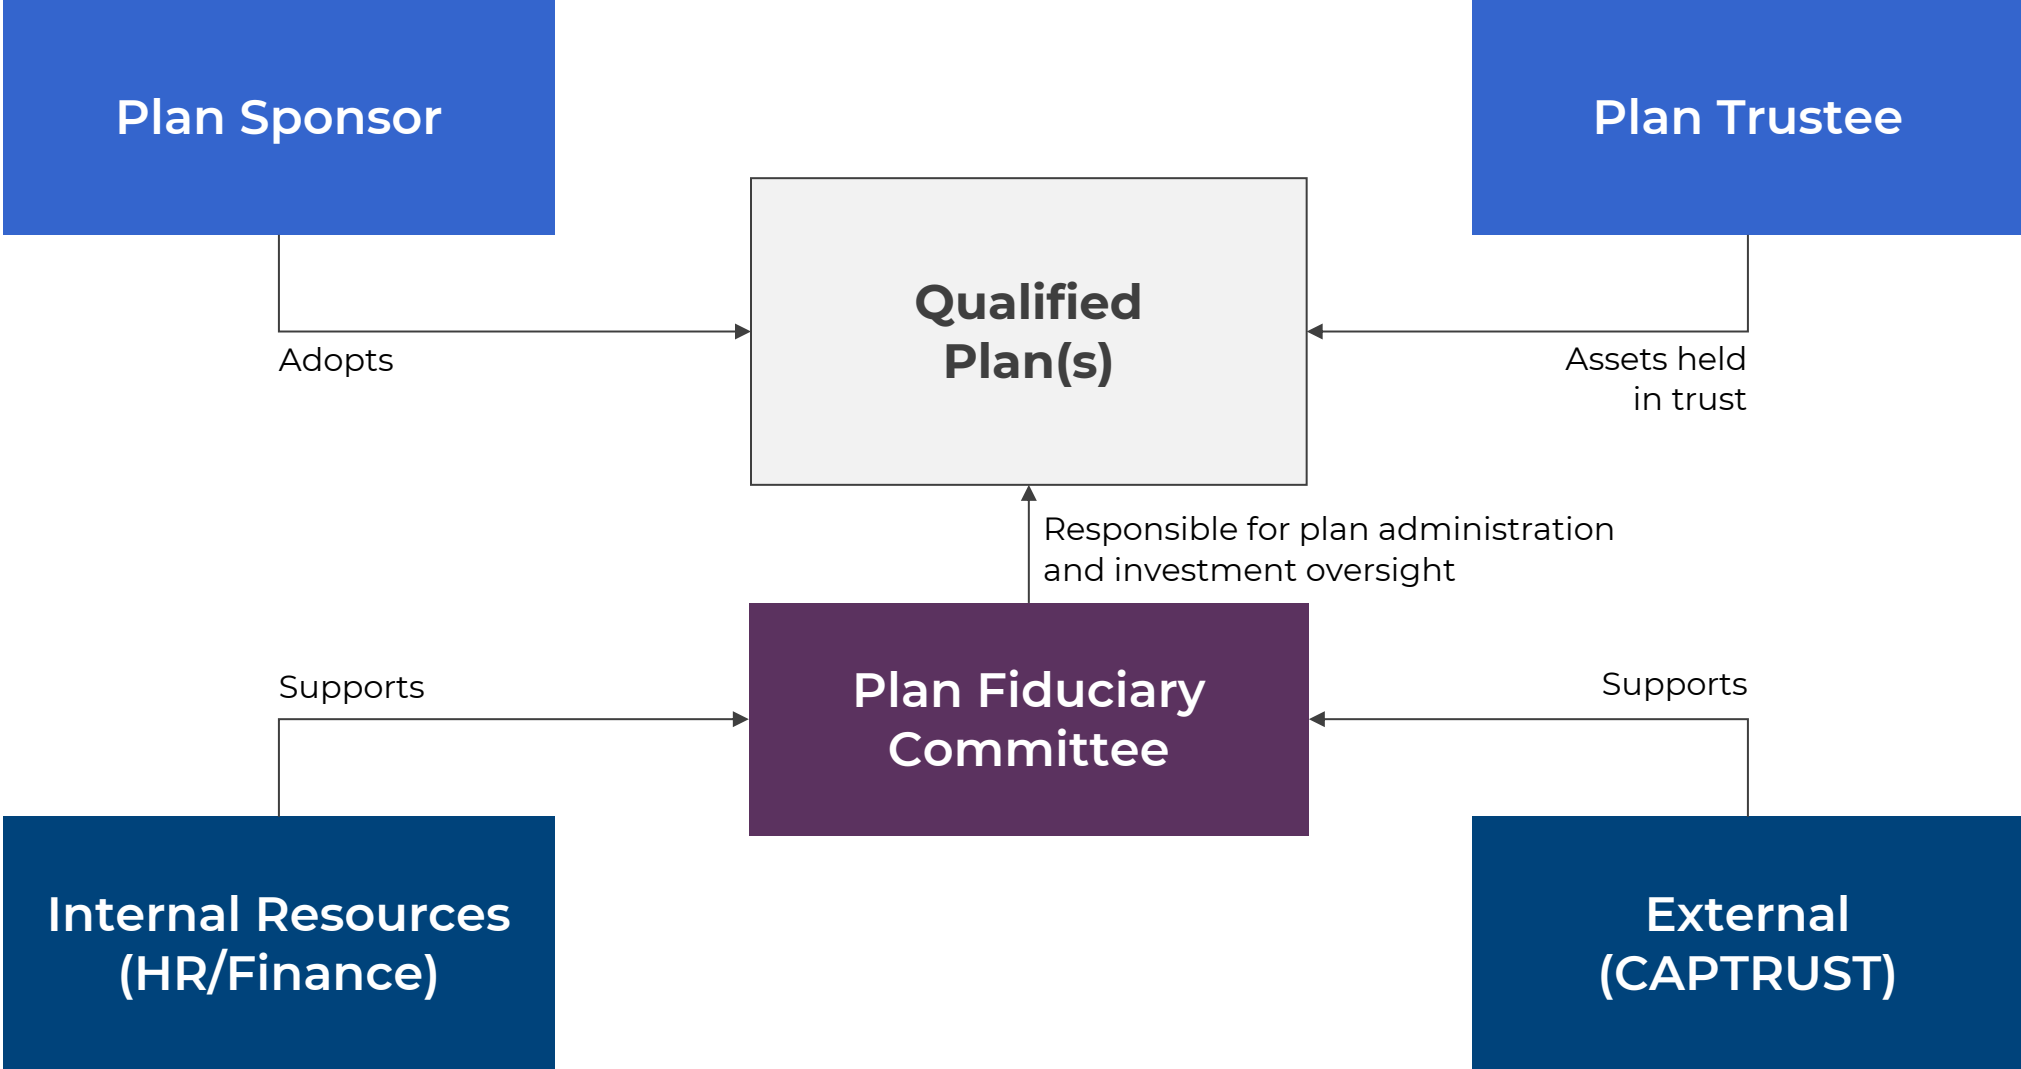 Plan Sponsor
Plan Trustee
Qualified
Plan(s)
Adopts
Assets held
in trust
Responsible for plan administration
and investment oversight
Supports
Plan Fiduciary
Committee
Supports
Internal Resources
(HR/Finance)
External
(CAPTRUST)